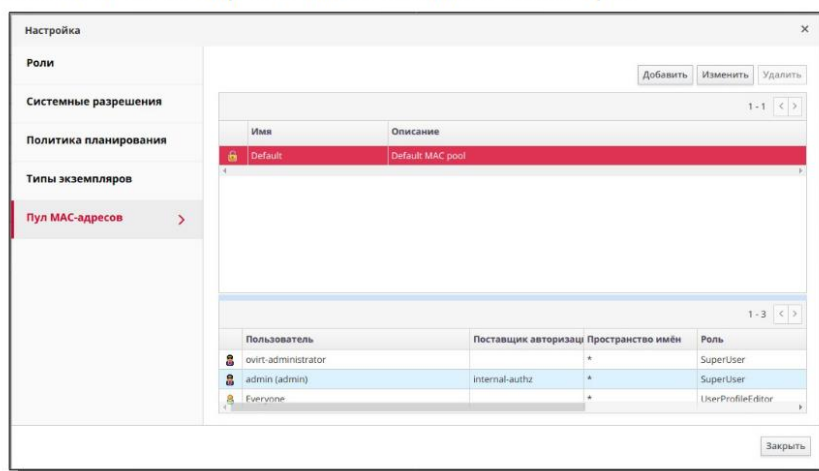 Настройка
Роли
Добавить Изменить Удалить
Системные разрешения
1 - 1
Имя Описание
Политика планирования
Default Default MAC pool
Типы экземпляров
Пул MAC-адресов
1 - 3
Пользователь Поставщик авторизаци Пространство имён Роль
ovirt-administrator * SuperUser
admin (admin) internal-authz * SuperUser
Everyone * UserProfileEditor
Закрыть